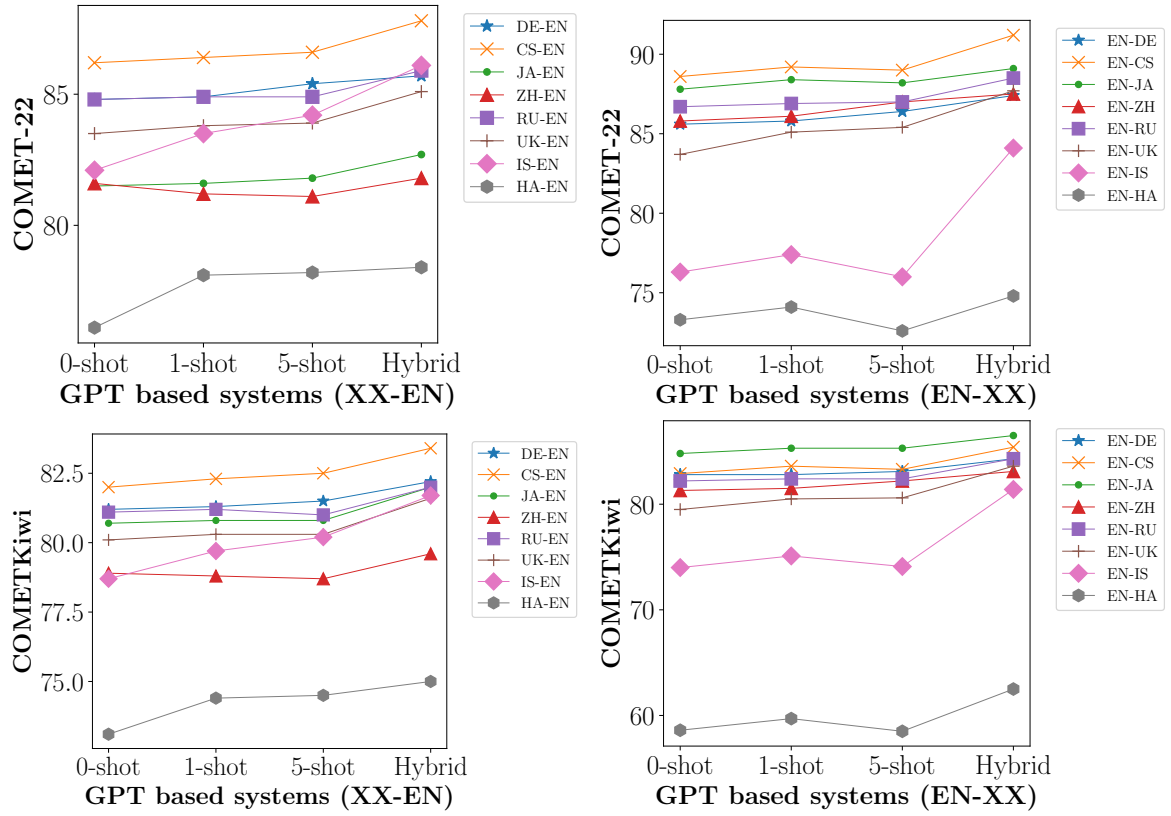 COMET-22
85
80
0-shot 1-shot 5-shot Hybrid
GPT based systems (XX-EN)
DE-EN
CS-EN
JA-EN
ZH-EN
RU-EN
UK-EN
IS-EN
HA-EN
COMET-22
90
85
80
75
0-shot 1-shot 5-shot Hybrid
GPT based systems (EN-XX)
EN-DE
EN-CS
EN-JA
EN-ZH
EN-RU
EN-UK
EN-IS
EN-HA
COMETKiwi
82.5
80.0
77.5
75.0
0-shot 1-shot 5-shot Hybrid
GPT based systems (XX-EN)
DE-EN
CS-EN
JA-EN
ZH-EN
RU-EN
UK-EN
IS-EN
HA-EN
COMETKiwi
80
70
60
0-shot 1-shot 5-shot Hybrid
GPT based systems (EN-XX)
EN-DE
EN-CS
EN-JA
EN-ZH
EN-RU
EN-UK
EN-IS
EN-HA